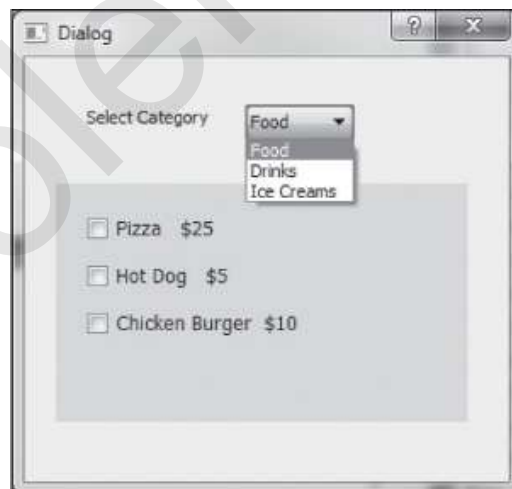 Dialog
Select Category Food
Food
Drinks
Ice Creams
Pizza $25
Hot Dog $5
Chicken Burger $10